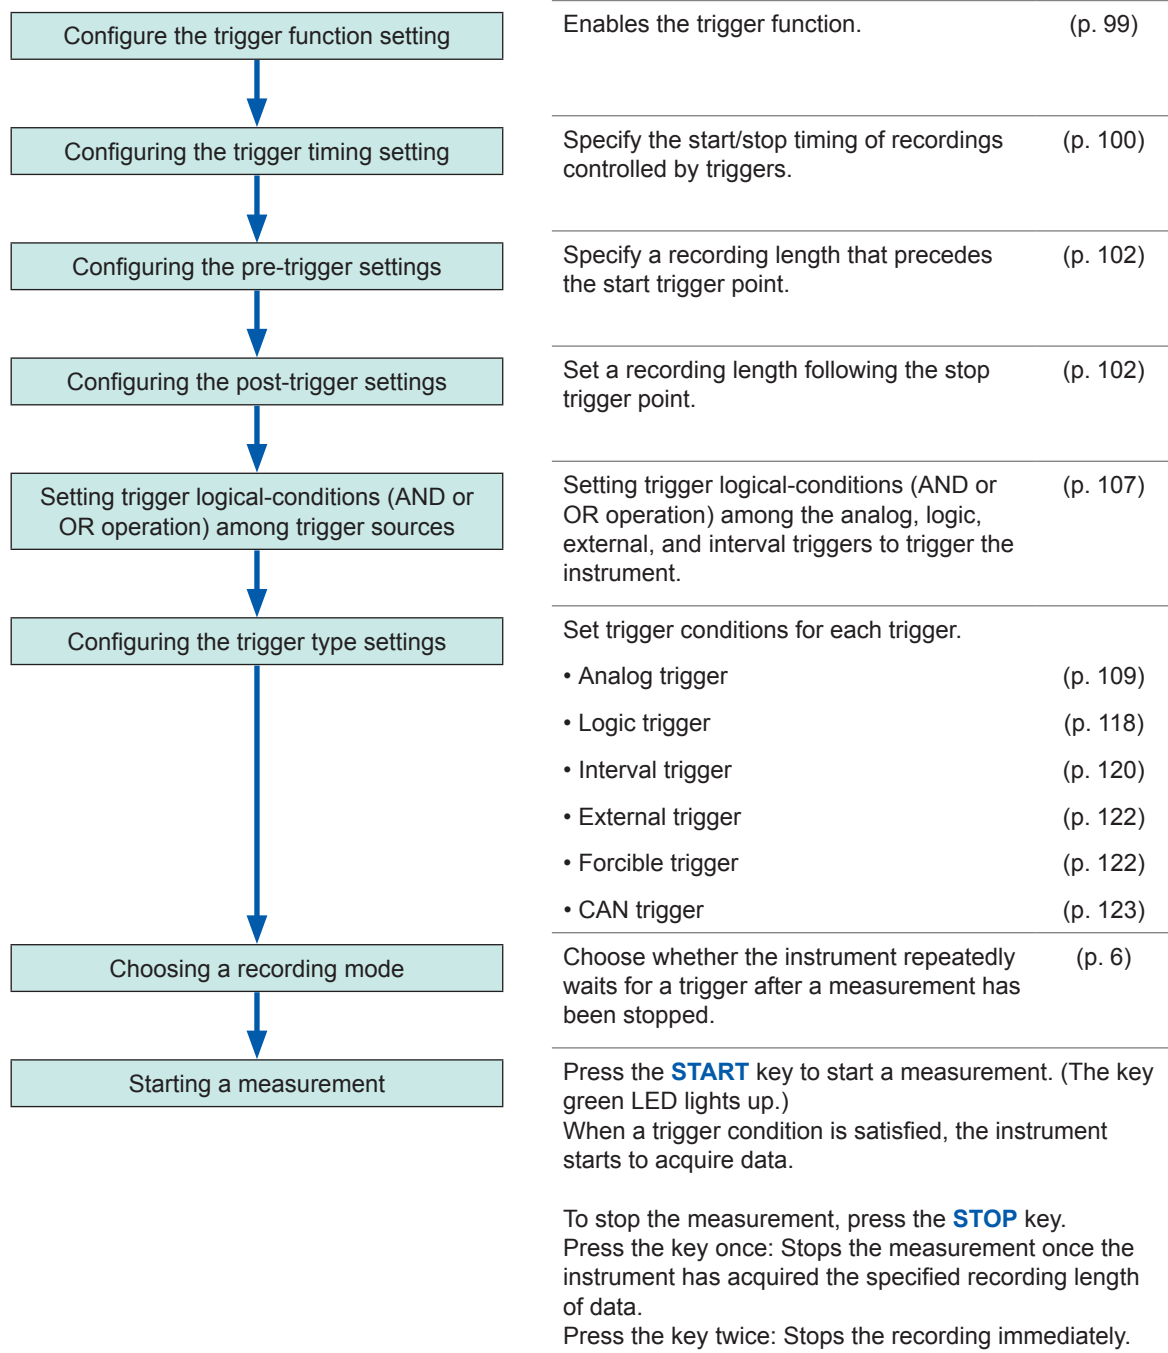 Configure the trigger function setting
Enables the trigger function. (p. 99)
Configuring the trigger timing setting
Specify the start/stop timing of recordings (p. 100)
controlled by triggers.
Configuring the pre-trigger settings
Specify a recording length that precedes (p. 102)
the start trigger point.
Configuring the post-trigger settings
Set a recording length following the stop (p. 102)
trigger point.
Setting trigger logical-conditions (AND or
OR operation) among trigger sources
Setting trigger logical-conditions (AND or (p. 107)
OR operation) among the analog, logic,
external, and interval triggers to trigger the
instrument.
Configuring the trigger type settings
Set trigger conditions for each trigger.
• Analog trigger (p. 109)
• Logic trigger (p. 118)
• Interval trigger (p. 120)
• External trigger (p. 122)
• Forcible trigger (p. 122)
• CAN trigger (p. 123)
Choosing a recording mode
Choose whether the instrument repeatedly (p. 6)
waits for a trigger after a measurement has
been stopped.
Starting a measurement
Press the START key to start a measurement. (The key
green LED lights up.)
When a trigger condition is satisfied, the instrument
starts to acquire data.
To stop the measurement, press the STOP key.
Press the key once: Stops the measurement once the
instrument has acquired the specified recording length
of data.
Press the key twice: Stops the recording immediately.